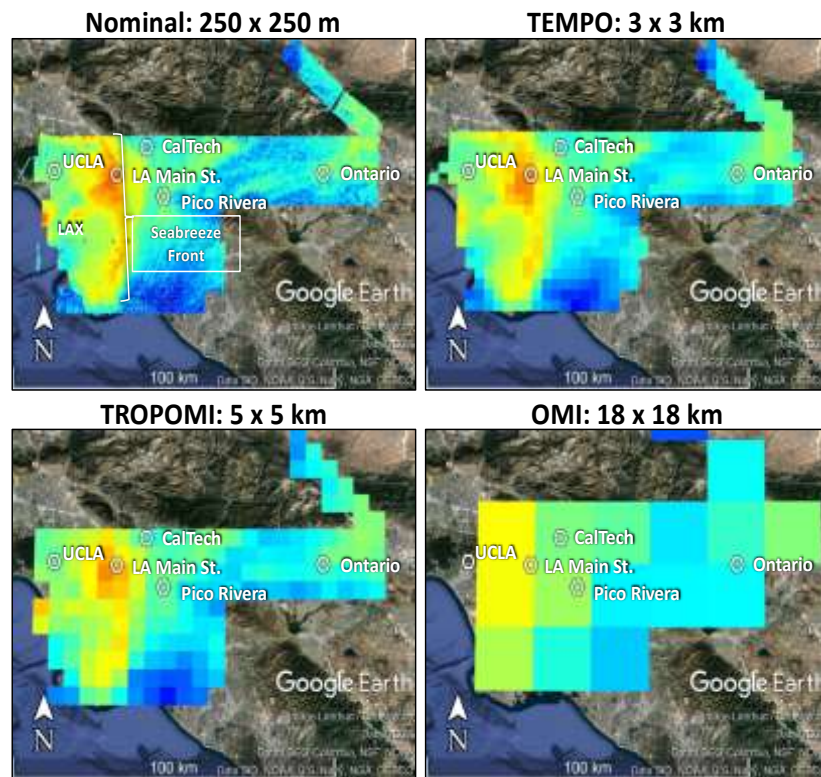 Nominal: 250 x 250 m
UCLA
CalTech
LA Main St.
Ontario
Pico Rivera
LAX
Seabreeze
Front
Google Earth
N
100 km
TEMPO: 3 x 3 km
UCLA
CalTech
LA Main St.
Ontario
Pico Rivera
Google Earth
N
100 km
TROPOMI: 5 x 5 km
UCLA
CalTech
LA Main St.
Ontario
Pico Rivera
Google Earth
N
100 km
OMI: 18 x 18 km
UCLA
CalTech
LA Main St.
Ontario
Pico Rivera
Google Earth
N
100 km